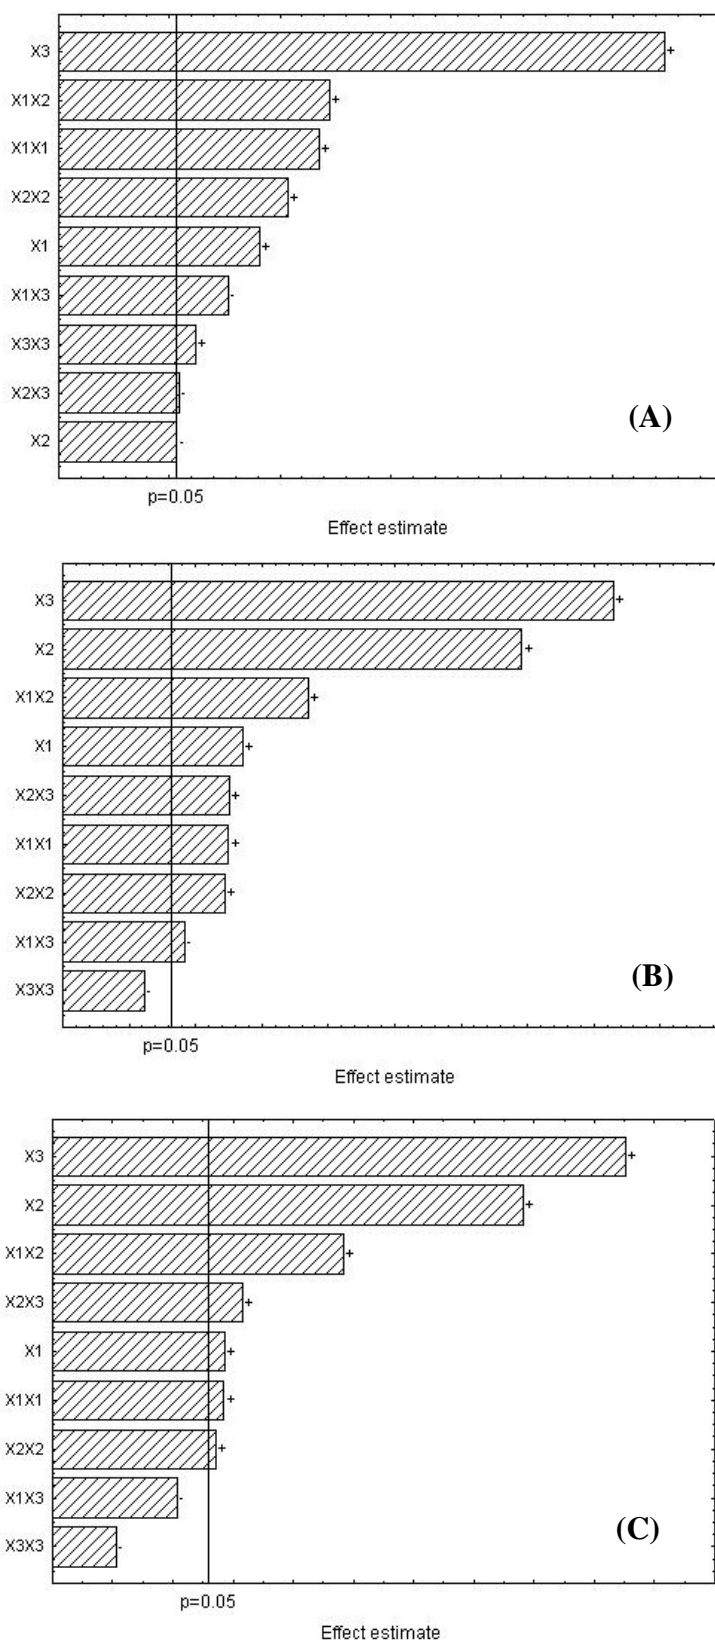 X3
X1X2
X1X1
X2X2
X1
X1X3
X3X3
X2X3
X2
(A)
p=0.05
Effect estimate
X3
X2
X1X2
X1
X2X3
X1X1
X2X2
X1X3
X3X3
(B)
p=0.05
Effect estimate
X3
X2
X1X2
X2X3
X1
X1X1
X2X2
X1X3
X3X3
(C)
p=0.05
Effect estimate